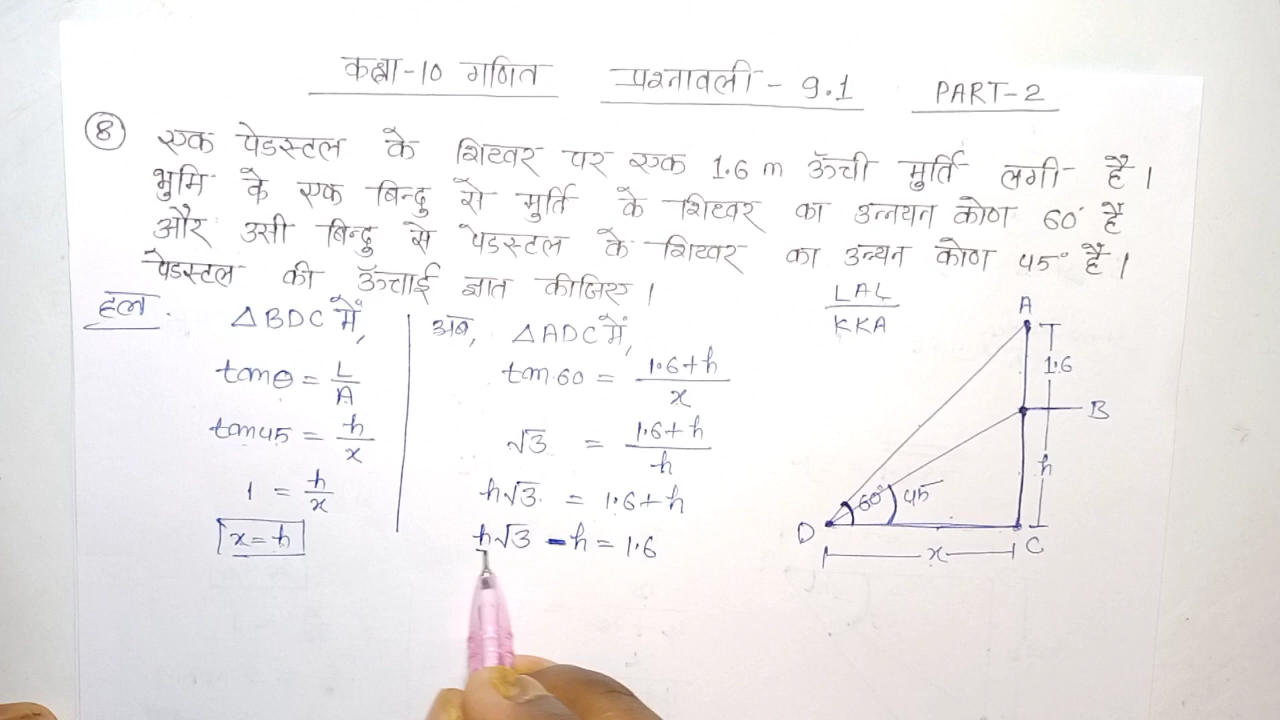 कक्षा-10 गणित प्रश्नावली - 9.1 PART-2
⑧ एक पेडस्टल के शिखर पर एक 1.6 m ऊँची मुर्ति लगी है।
भुमि के एक बिन्दु से मुर्ति के शिखर का उन्नयन कोण 60° है
और उसी बिन्दु से पेडस्टल के शिखर का उन्यन कोण 45° है।
पेडस्टल की ऊँचाई ज्ञात कीजिए।
हल.
△BDC में,
tanθ = L/A
tan45 = h/x
1 = h/x
x = h
अब, △ADC में,
tan60 = 1.6+h/x
√3 = 1.6+h/h
h√3 = 1.6+h
h√3 - h = 1.6
LAL
KKA
A
T
1.6
B
h
60° 45
D
x
C